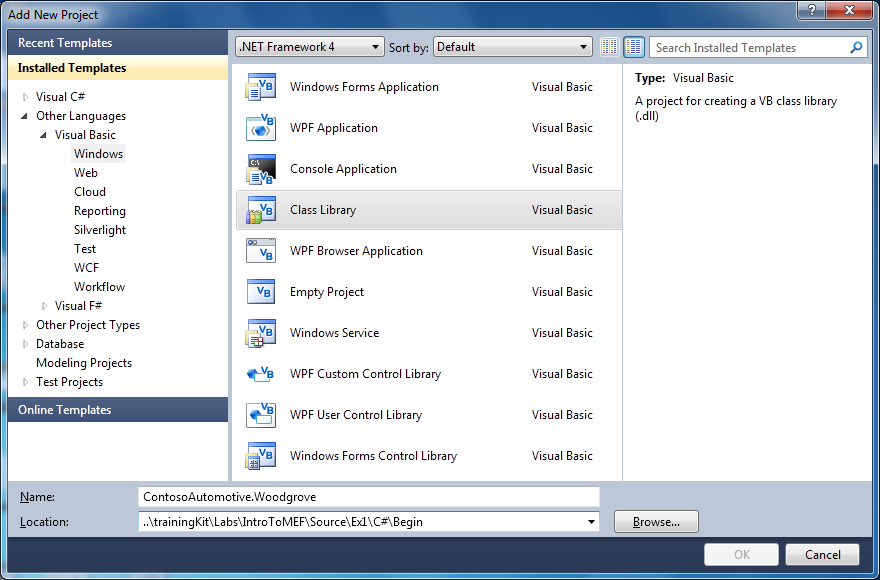 Add New Project
?
Recent Templates
Installed Templates
Visual C#
Other Languages
Visual Basic
Windows
Web
Cloud
Reporting
Silverlight
Test
WCF
Workflow
Visual F#
Other Project Types
Database
Modeling Projects
Test Projects
Online Templates
.NET Framework 4 Sort by: Default Search Installed Templates
Windows Forms Application Visual Basic
WPF Application Visual Basic
Console Application Visual Basic
Class Library Visual Basic
WPF Browser Application Visual Basic
Empty Project Visual Basic
Windows Service Visual Basic
WPF Custom Control Library Visual Basic
WPF User Control Library Visual Basic
Windows Forms Control Library Visual Basic
Type: Visual Basic
A project for creating a VB class library
(.dll)
Name: ContosoAutomotive.Woodgrove
Location: ..\trainingKit\Labs\IntroToMEF\Source\Ex1\C#\Begin Browse...
OK Cancel